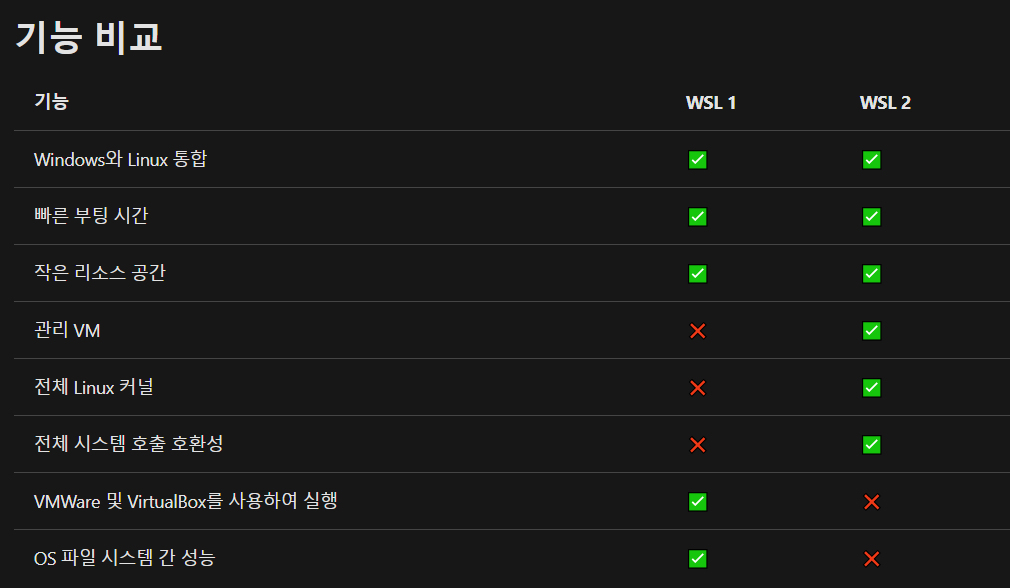 기능 비교
기능 WSL 1 WSL 2
Windows와 Linux 통합 ✅ ✅
빠른 부팅 시간 ✅ ✅
작은 리소스 공간 ✅ ✅
관리 VM ❌ ✅
전체 Linux 커널 ❌ ✅
전체 시스템 호출 호환성 ❌ ✅
VMWare 및 VirtualBox를 사용하여 실행 ✅ ❌
OS 파일 시스템 간 성능 ✅ ❌